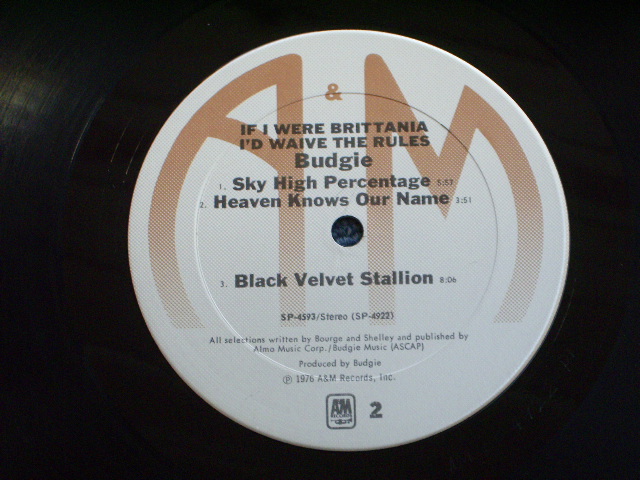 A & M
IF I WERE BRITTANIA
I'D WAIVE THE RULES
Budgie
1. Sky High Percentage 5:57
2. Heaven Knows Our Name 3:51
3. Black Velvet Stallion 8:06
SP-4593/Stereo (SP-4922)
All selections written by Bourge and Shelley and published by
Almo Music Corp./Budgie Music (ASCAP)
Produced by Budgie
℗ 1976 A&M Records, Inc.
A&M
RECORDS
2